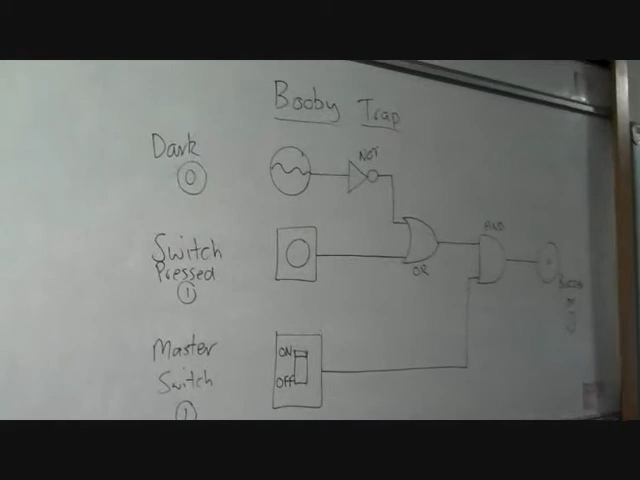 Booby Trap
Dark
0
NOT
Switch
Pressed
1
OR
AND
Master
Switch
1
ON
OFF